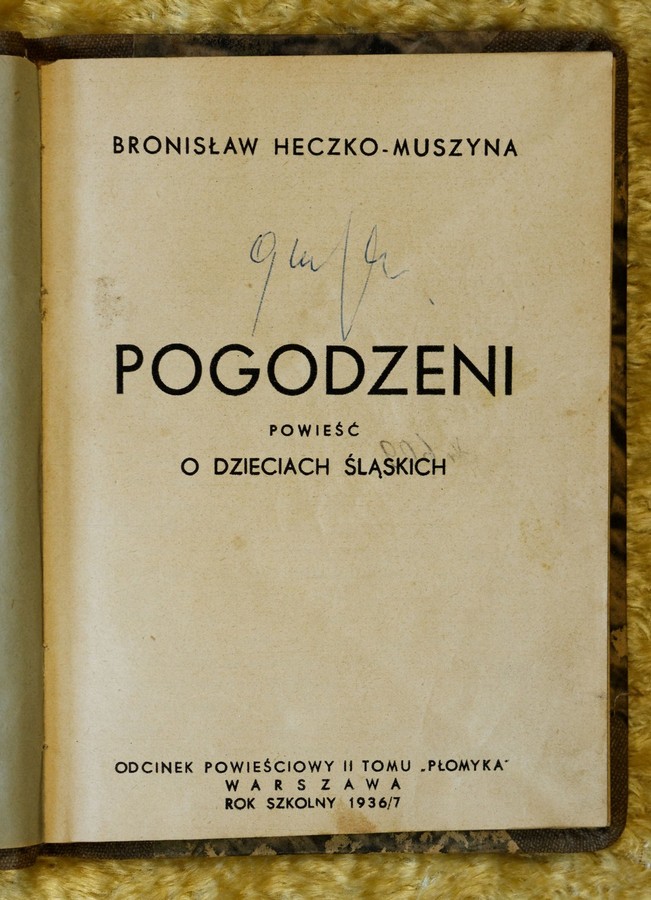 BRONISŁAW HECZKO-MUSZYNA
POGODZENI
POWIEŚĆ
O DZIECIACH ŚLĄSKICH
ODCINEK POWIEŚCIOWY II TOMU „PŁOMYKA"
WARSZAWA
ROK SZKOLNY 1936/7